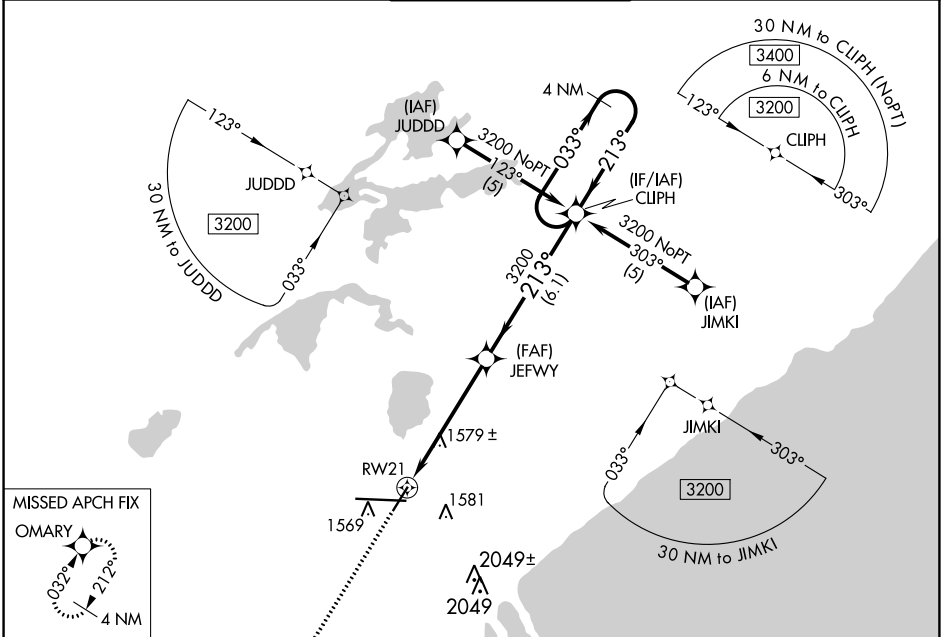 30 NM to CLIPH (NoPT)
3400
6 NM to CLIPH
3200
123°
CLIPH
303°
4 NM
033°
213°
(IAF)
JUDDD
3200 NoPT
123°
(5)
(IF/IAF)
CLIPH
3200 NoPT
303°
(5)
(IAF)
JIMKI
123°
JUDDD
3200
033°
30 NM to JUDDD
3200
213°
(6.1)
(FAF)
JEFWY
1579 ±
RW21
1569
1581
2049±
2049
JIMKI
033°
303°
3200
30 NM to JIMKI
MISSED APCH FIX
OMARY
032°
212°
4 NM